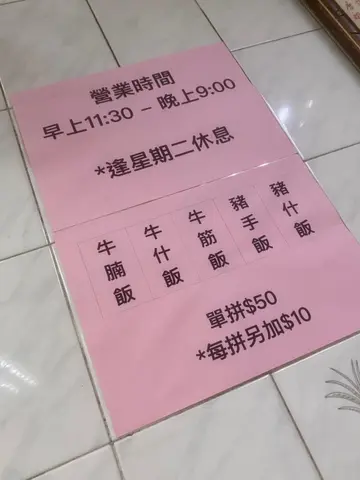 營業時間
早上11:30 - 晚上9:00
*逢星期二休息
牛腩飯
牛什飯
牛筋飯
豬手飯
豬什飯
單拼$50
*每拼另加$10